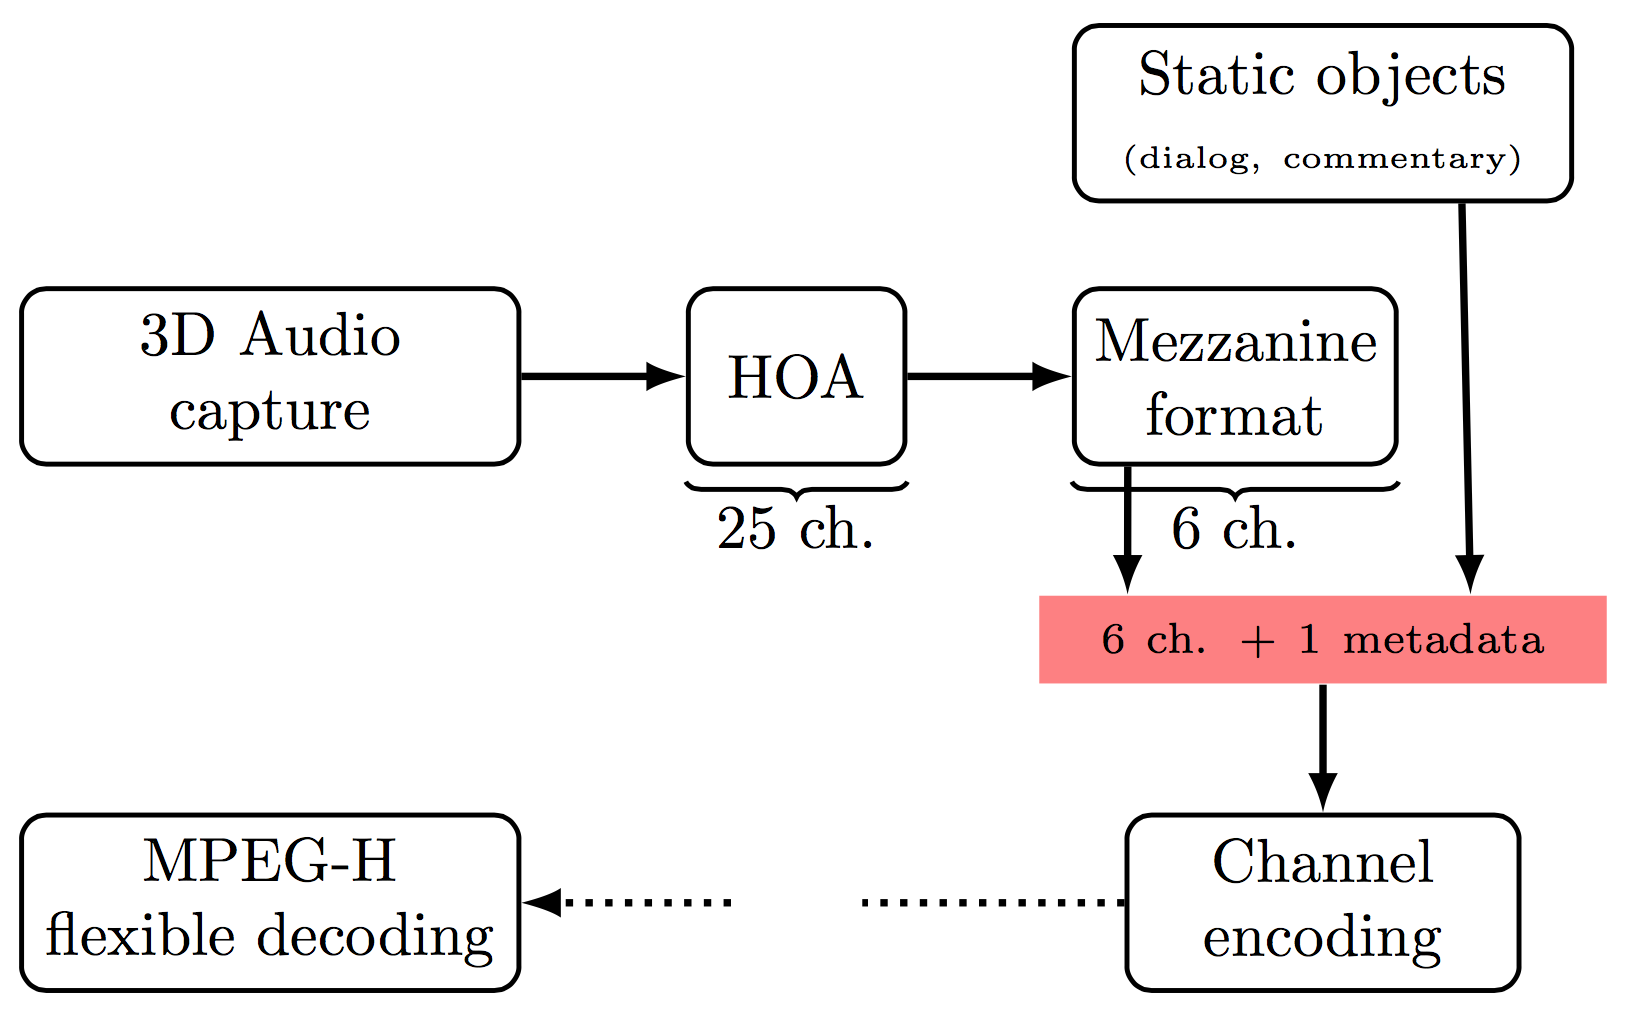 Static objects
(dialog, commentary)
3D Audio
capture
HOA
Mezzanine
format
25 ch.
6 ch.
6 ch. + 1 metadata
MPEG-H
flexible decoding
Channel
encoding